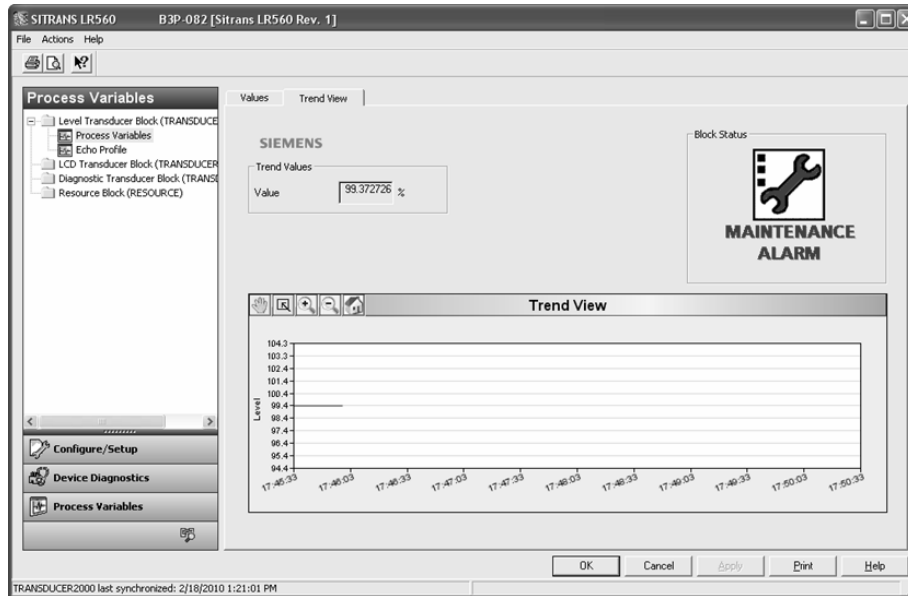 SITRANS LR560 B3P-082 [Sitrans LR560 Rev. 1]
File Actions Help
Process Variables
Level Transducer Block (TRANSDUCE
Process Variables
Echo Profile
LCD Transducer Block (TRANSDUCER
Diagnostic Transducer Block (TRANSD
Resource Block (RESOURCE)
Configure/Setup
Device Diagnostics
Process Variables
Values Trend View
SIEMENS
Trend Values
Value 99.372726 %
Block Status
MAINTENANCE
ALARM
Trend View
Level
104.3
103.3
102.4
101.4
100.4
99.4
98.4
97.4
96.4
95.4
94.4
17:45:33 17:46:03 17:46:33 17:47:03 17:47:33 17:48:03 17:48:33 17:49:03 17:49:33 17:50:03 17:50:33
OK Cancel Apply Print Help
TRANSDUCER2000 last synchronized: 2/18/2010 1:21:01 PM